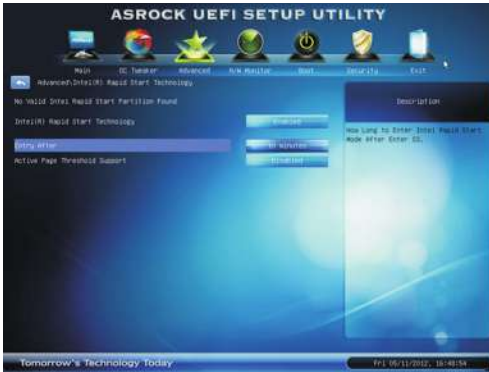 ASROCK UEFI SETUP UTILITY
Main OC Tweaker Advanced H/W Monitor Boot Security Exit
Advanced\Intel(R) Rapid Start Technology
No Valid Intel Rapid Start Partition Found
Description
Intel(R) Rapid Start Technology Enabled
How Long to Enter Intel Rapid Start
Mode After Enter S3.
Entry After 10 Minutes
Active Page Threshold Support Disabled
Tomorrow's Technology Today
Fri 05/11/2012, 16:48:54